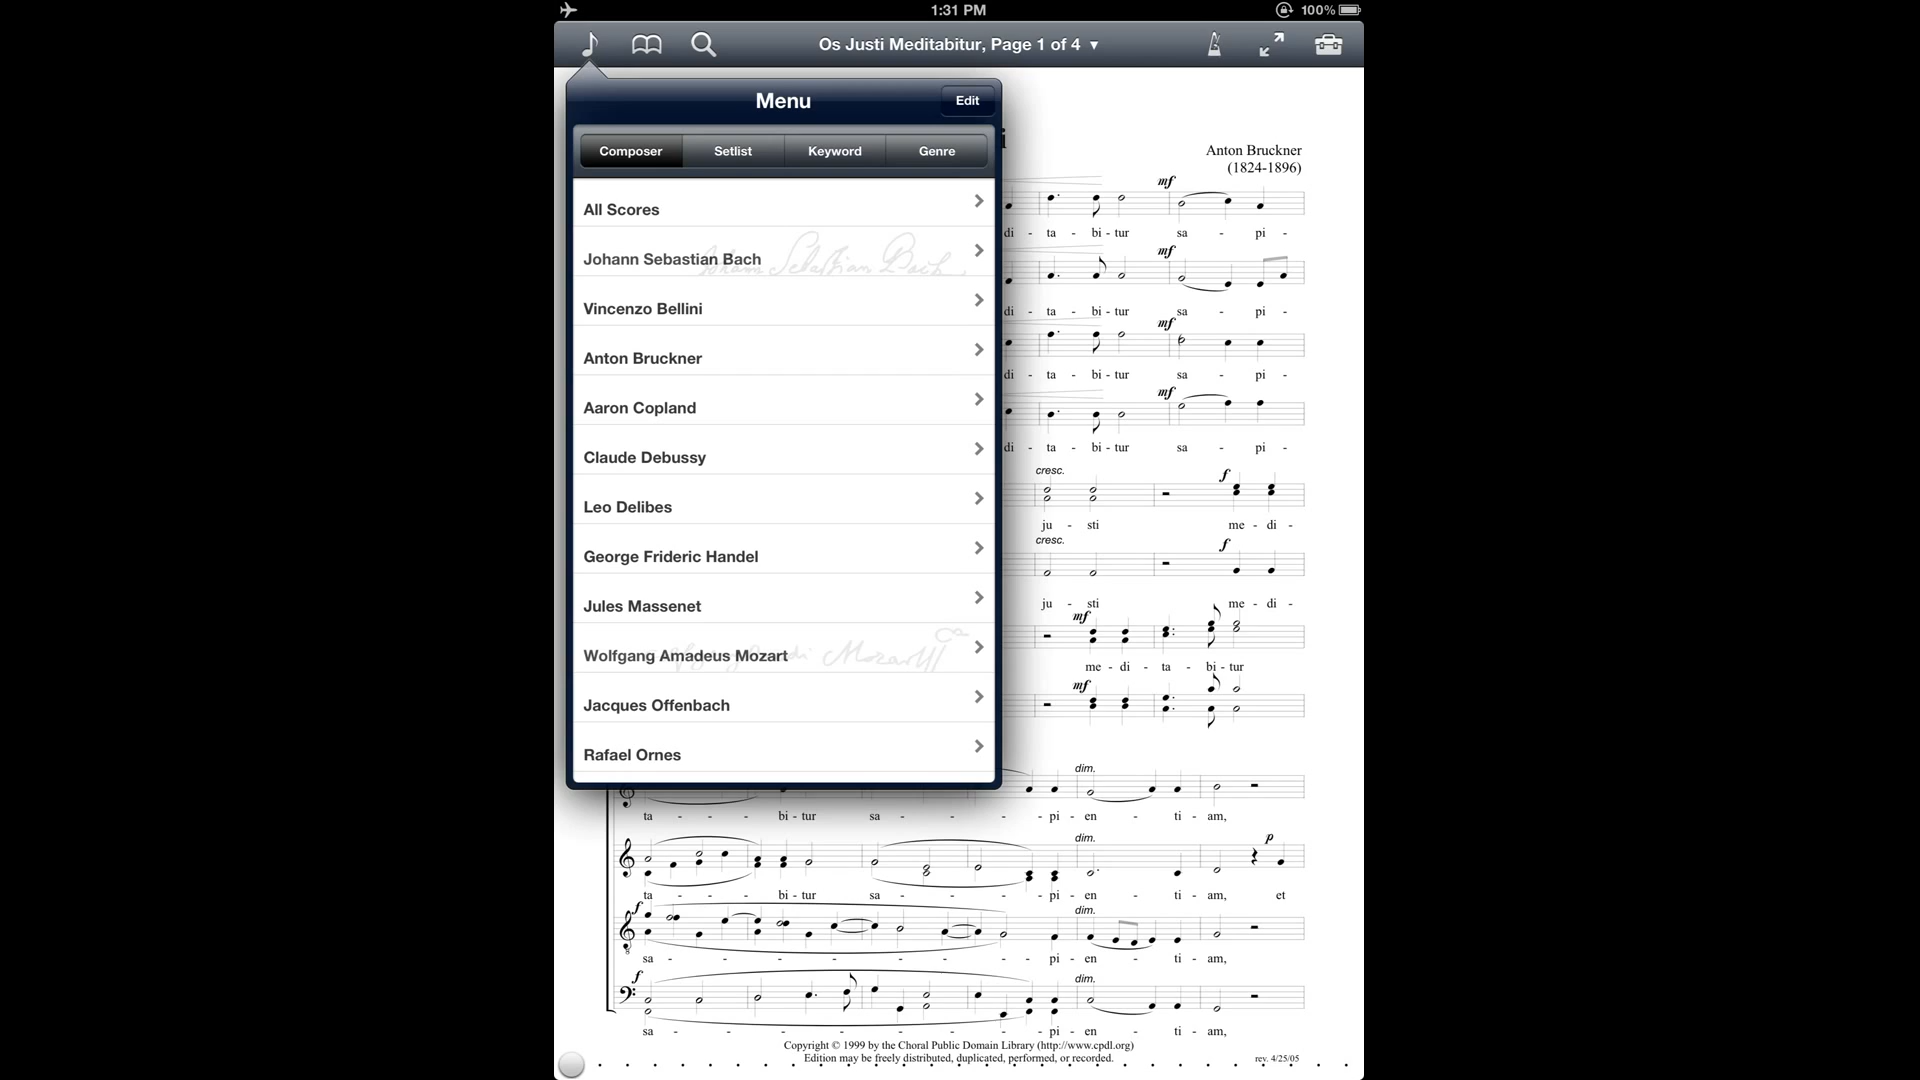 1:31 PM
100%
Os Justi Meditabitur, Page 1 of 4 ▾
Menu
Edit
Composer Setlist Keyword Genre
All Scores
Johann Sebastian Bach
Johann Sebastian Bach
Vincenzo Bellini
Anton Bruckner
Aaron Copland
Claude Debussy
Leo Delibes
George Frideric Handel
Jules Massenet
Wolfgang Amadeus Mozart
Mozart
Jacques Offenbach
Rafael Ornes
i
Anton Bruckner
(1824-1896)
mf
di - ta - bi - tur sa - pi -
mf
di - ta - bi - tur sa - pi -
mf
di - ta - bi - tur sa - pi -
mf
di - ta - bi - tur sa - pi -
cresc. f
ju - sti me - di -
cresc. f
ju - sti me - di -
mf
me - di - ta - bi - tur
mf
dim.
ta - - - bi - tur sa - - - - pi - en - ti - am,
dim. p
ta - - - bi - tur sa - - - - pi - en - ti - am, et
f dim.
sa - - - - - - - - pi - en - ti - am,
f dim.
sa - - - - - - - - pi - en - ti - am,
Copyright © 1999 by the Choral Public Domain Library (http://www.cpdl.org)
Edition may be freely distributed, duplicated, performed, or recorded.
rev. 4/25/05